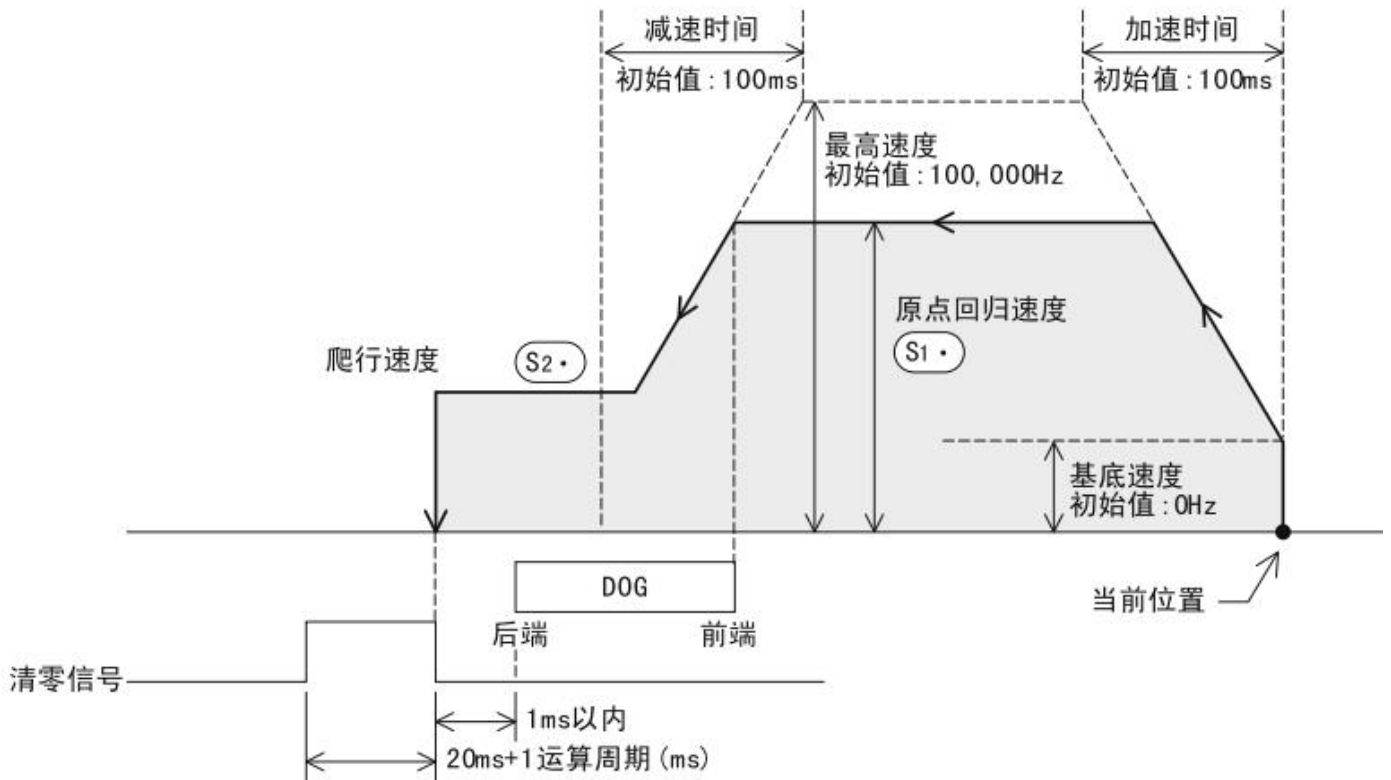 减速时间
初始值:100ms
加速时间
初始值:100ms
最高速度
初始值:100,000Hz
原点回归速度
S1・
爬行速度
S2・
基底速度
初始值:0Hz
DOG
当前位置
后端
前端
清零信号
1ms以内
20ms+1运算周期(ms)